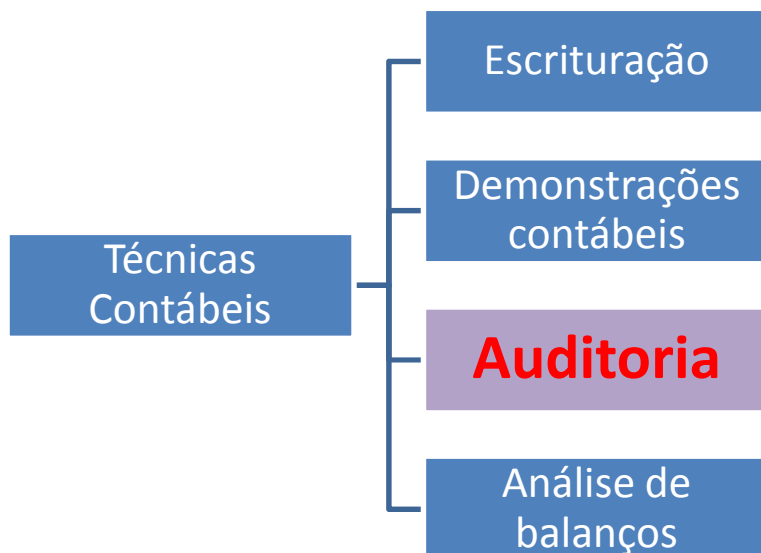 Escrituração
Demonstrações
contábeis
Técnicas
Contábeis
Auditoria
Análise de
balanços